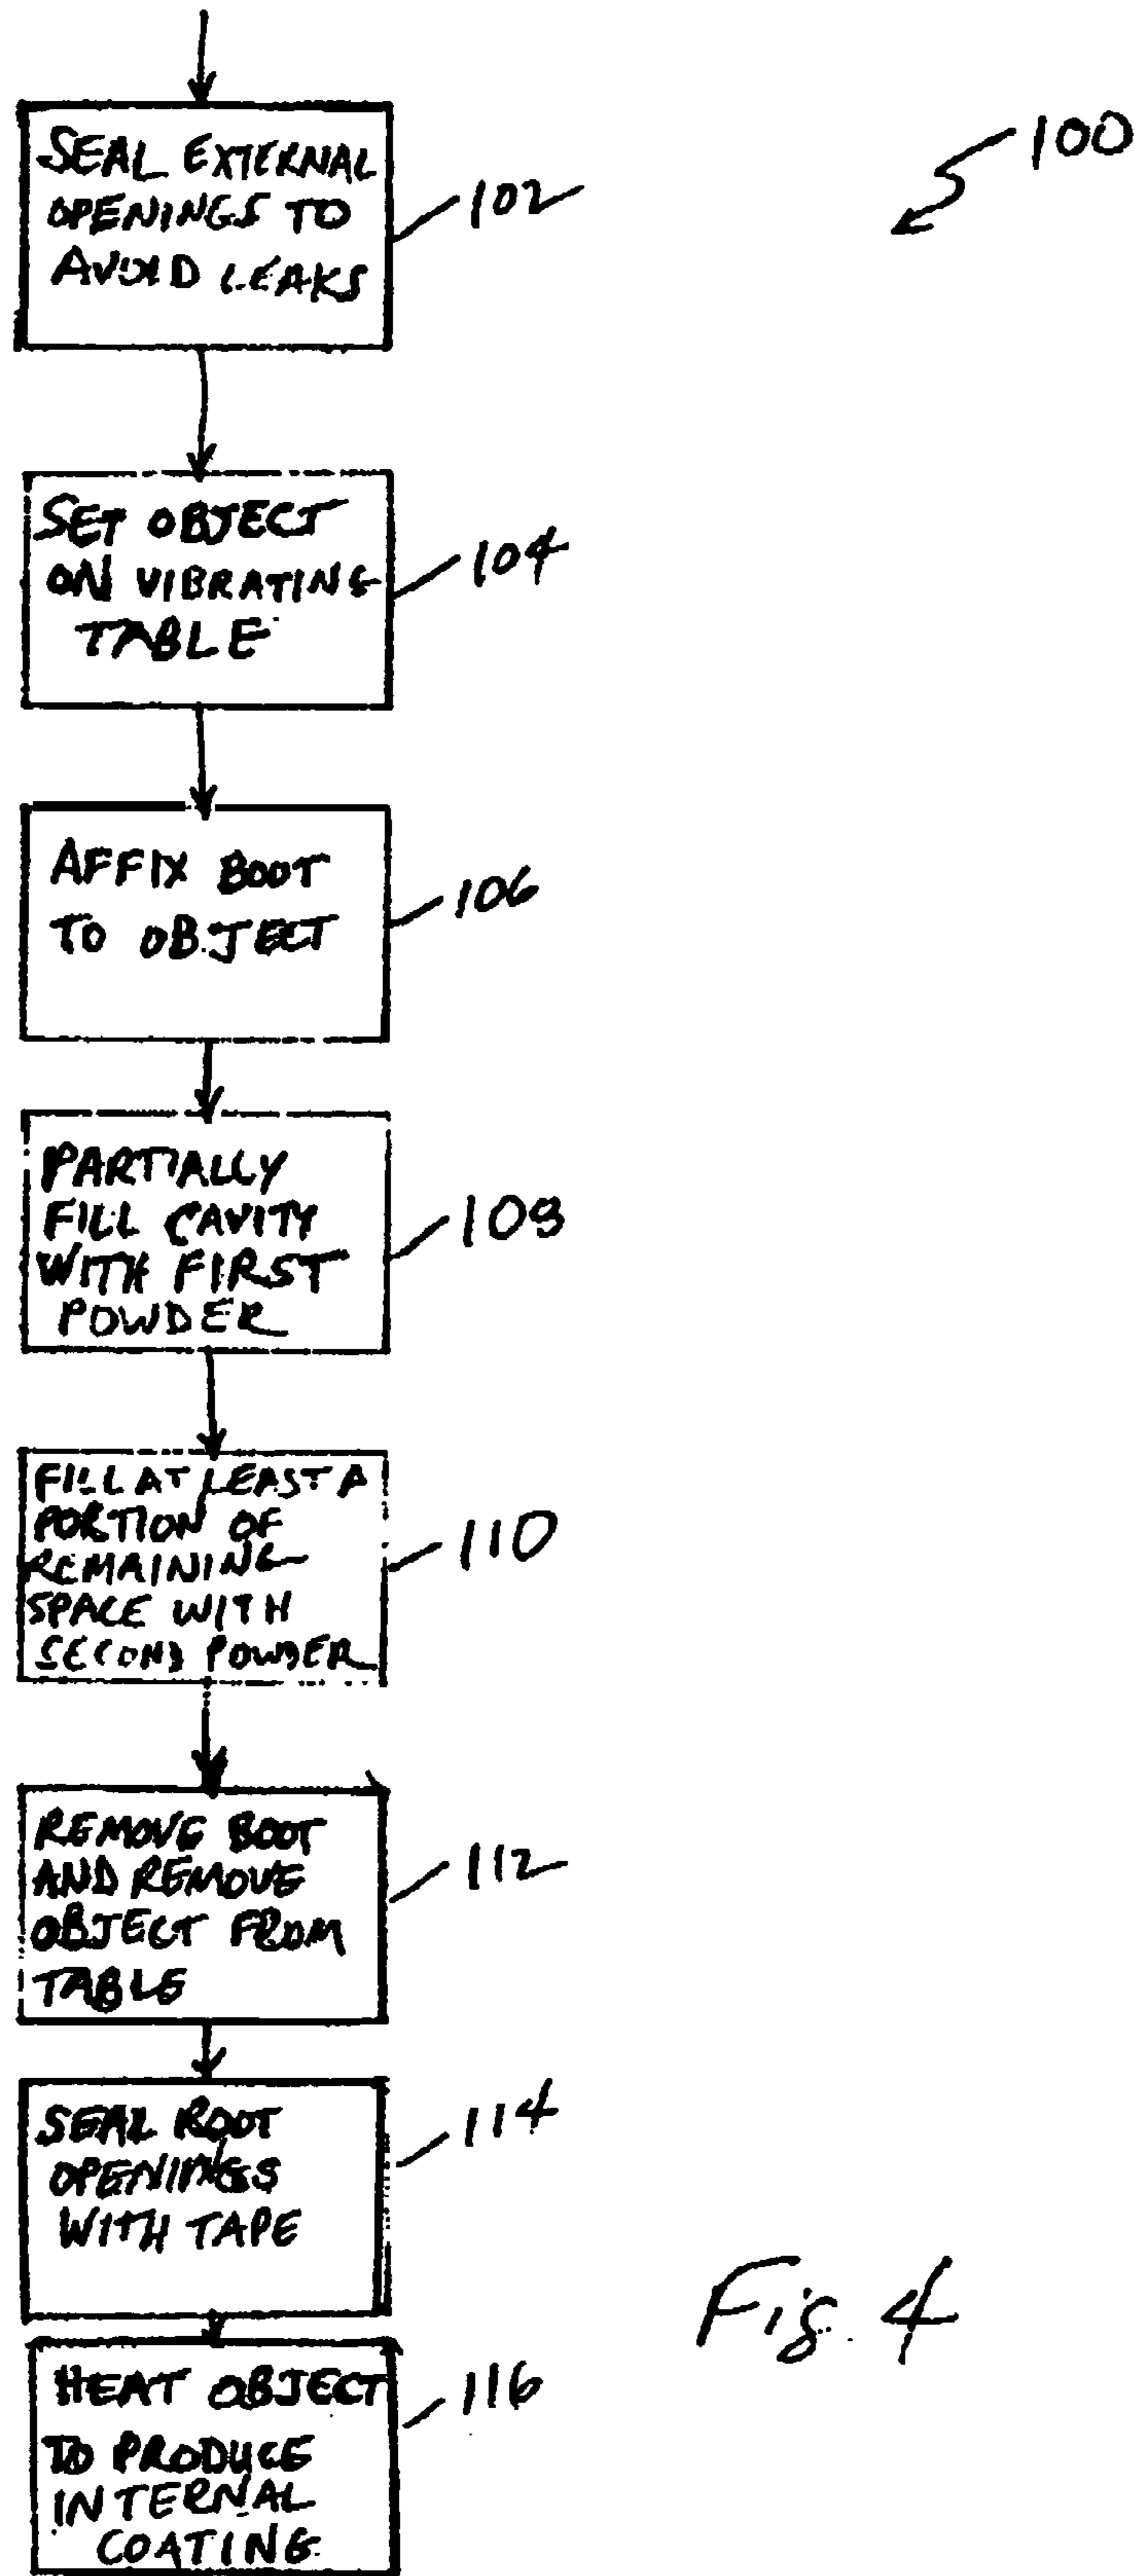 100
SEAL EXTERNAL
OPENINGS TO
AVOID LEAKS
102
SET OBJECT
ON VIBRATING
TABLE
104
AFFIX BOOT
TO OBJECT
106
PARTIALLY
FILL CAVITY
WITH FIRST
POWDER
108
FILL AT LEAST A
PORTION OF
REMAINING
SPACE WITH
SECOND POWDER
110
REMOVE BOOT
AND REMOVE
OBJECT FROM
TABLE
112
SEAL ROOT
OPENINGS
WITH TAPE
114
HEAT OBJECT
TO PRODUCE
INTERNAL
COATING
116
Fig. 4